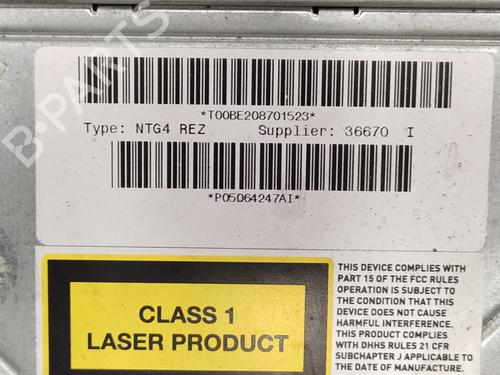 *T00BE208701523*
Type: NTG4 REZ Supplier: 36670 I
*P05064247AI*
B-PARTS
CLASS 1
LASER PRODUCT
THIS DEVICE COMPLIES WITH
PART 15 OF THE FCC RULES
OPERATION IS SUBJECT TO
THE CONDITION THAT THIS
DEVICE DOES NOT CAUSE
HARMFUL INTERFERENCE.
THIS PRODUCT COMPLIES
WITH DHHS RULES 21 CFR
SUBCHAPTER J APPLICABLE TO
THE DATE OF MANUFACTURE.